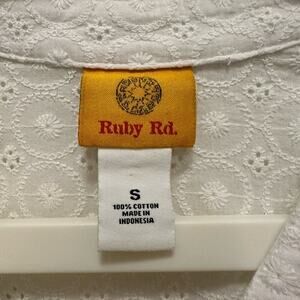 Ruby Rd.
S
100% COTTON
MADE IN
INDONESIA